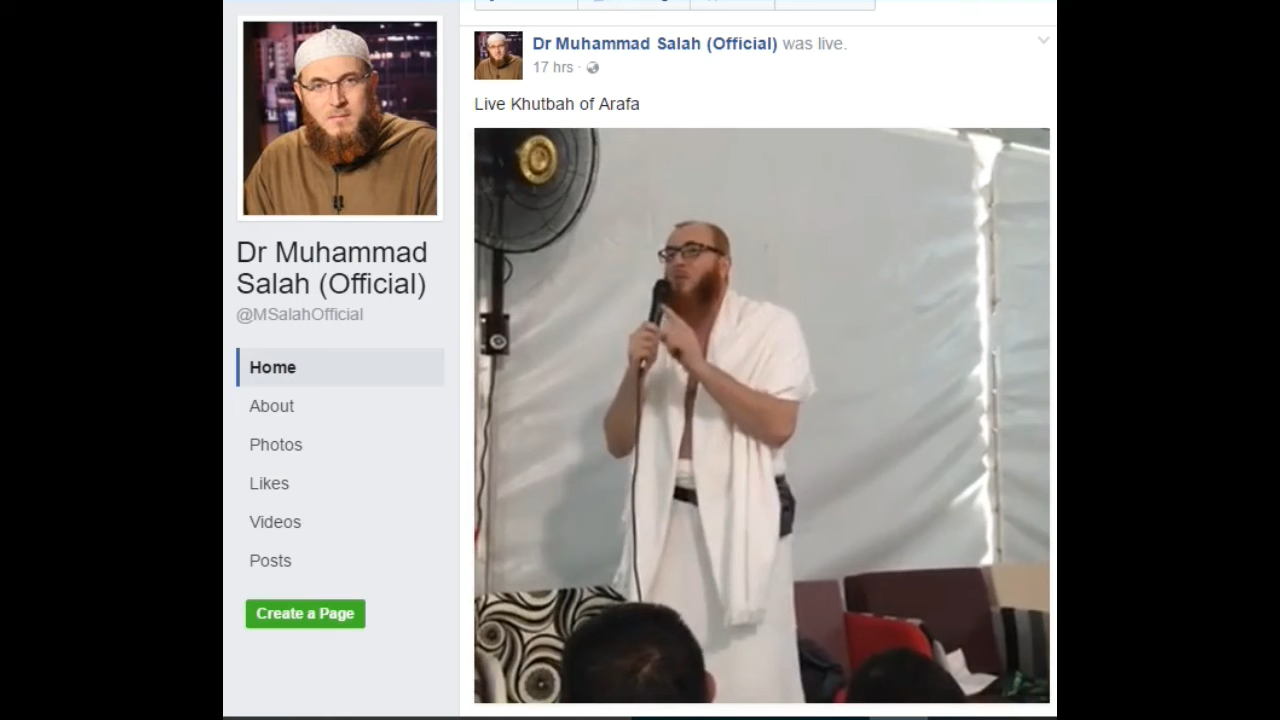 Dr Muhammad
Salah (Official)
@MSalahOfficial
Home
About
Photos
Likes
Videos
Posts
Create a Page
Dr Muhammad Salah (Official) was live.
17 hrs ·
Live Khutbah of Arafa